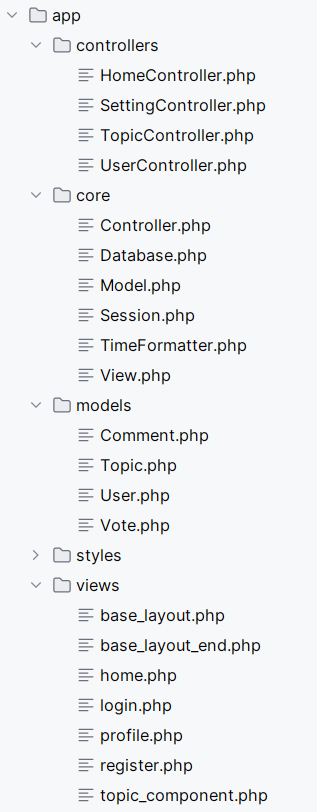 app
controllers
HomeController.php
SettingController.php
TopicController.php
UserController.php
core
Controller.php
Database.php
Model.php
Session.php
TimeFormatter.php
View.php
models
Comment.php
Topic.php
User.php
Vote.php
styles
views
base_layout.php
base_layout_end.php
home.php
login.php
profile.php
register.php
topic_component.php